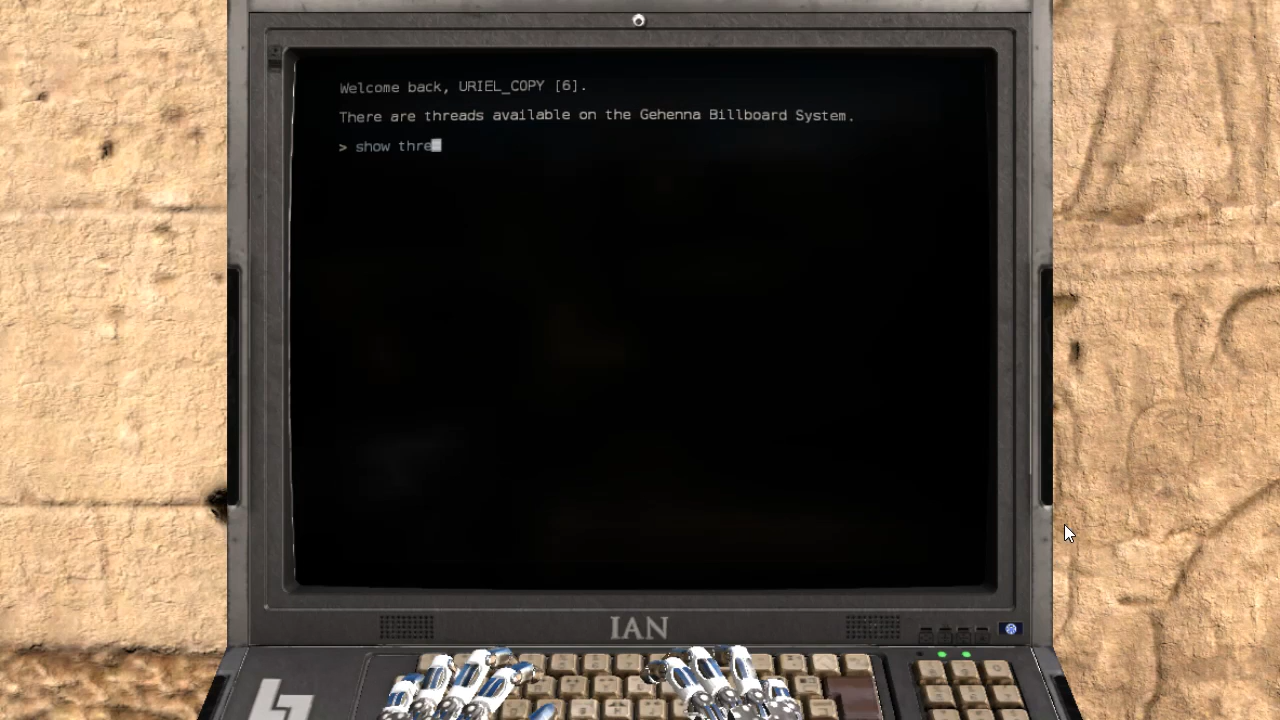 Welcome back, URIEL_COPY [6].
There are threads available on the Gehenna Billboard System.
> show thre
IAN